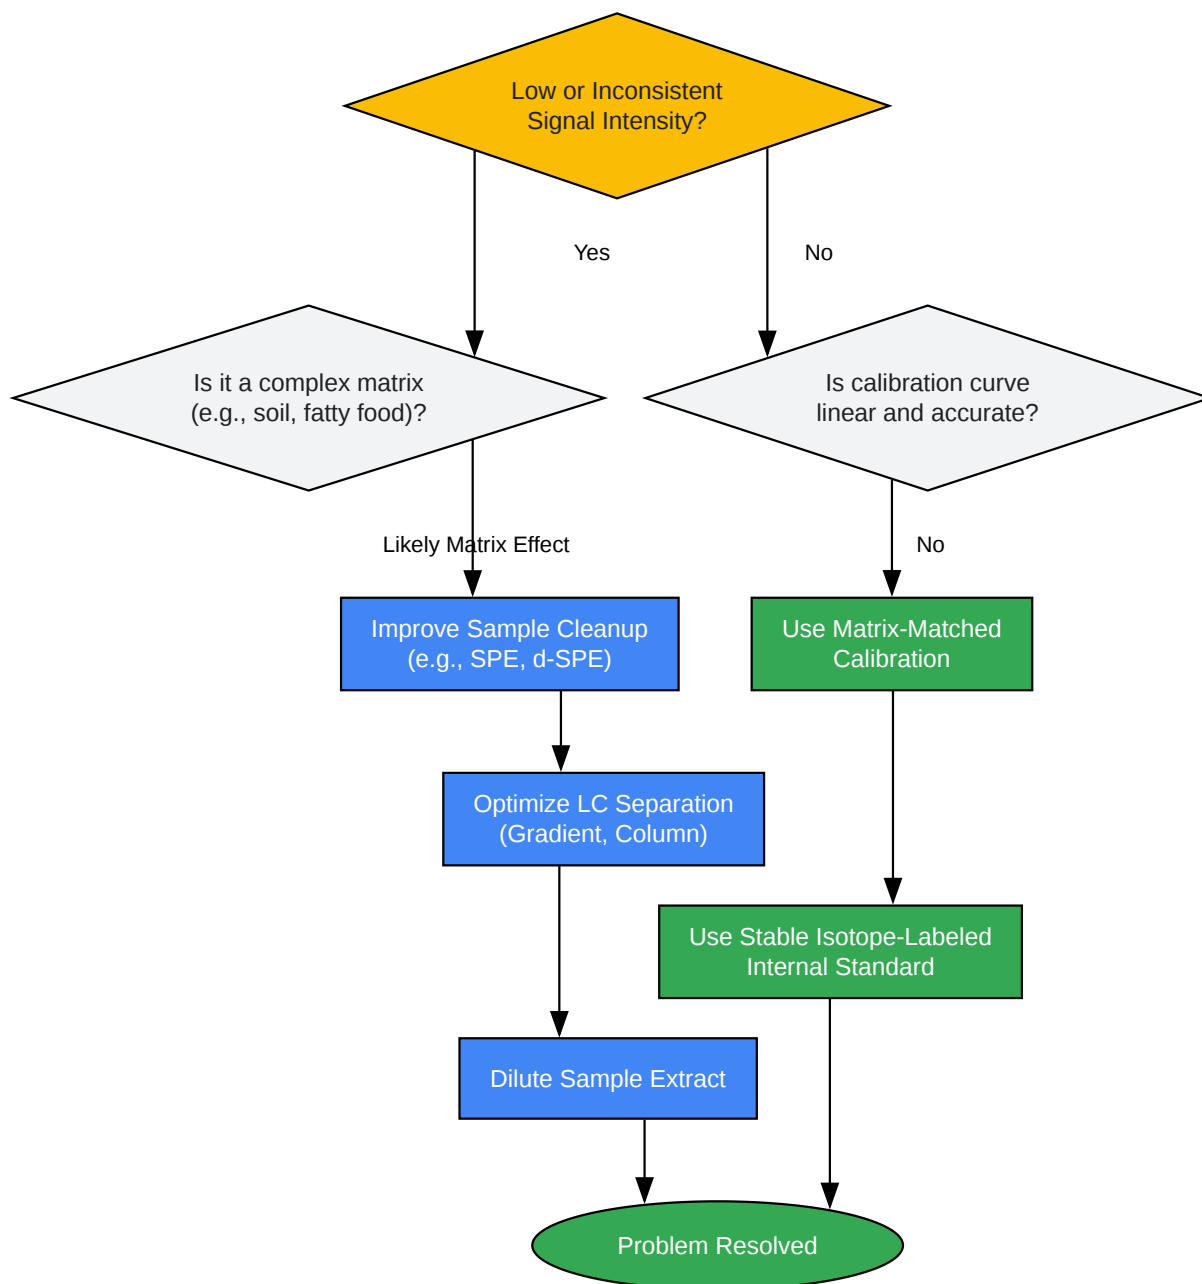 Low or Inconsistent
Signal Intensity?
Yes
No
Is it a complex matrix
(e.g., soil, fatty food)?
Is calibration curve
linear and accurate?
Likely Matrix Effect
No
Improve Sample Cleanup
(e.g., SPE, d-SPE)
Use Matrix-Matched
Calibration
Optimize LC Separation
(Gradient, Column)
Use Stable Isotope-Labeled
Internal Standard
Dilute Sample Extract
Problem Resolved